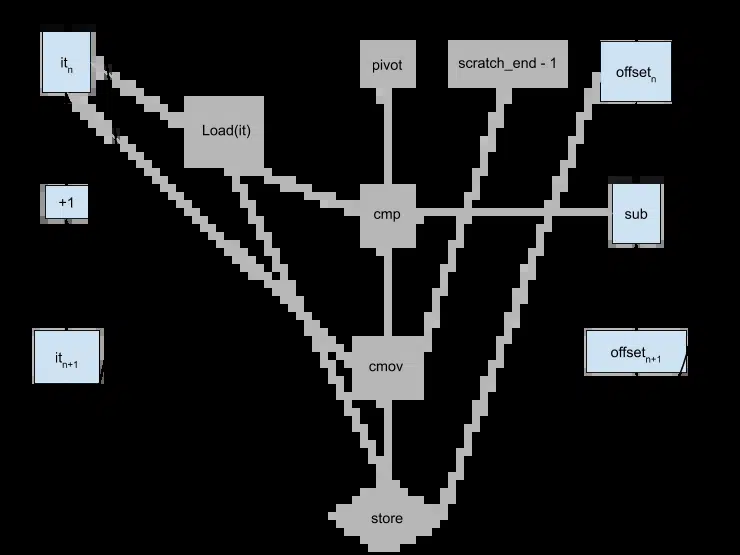 it_n
pivot
scratch_end - 1
offset_n
Load(it)
+1
cmp
sub
it_n+1
cmov
offset_n+1
store